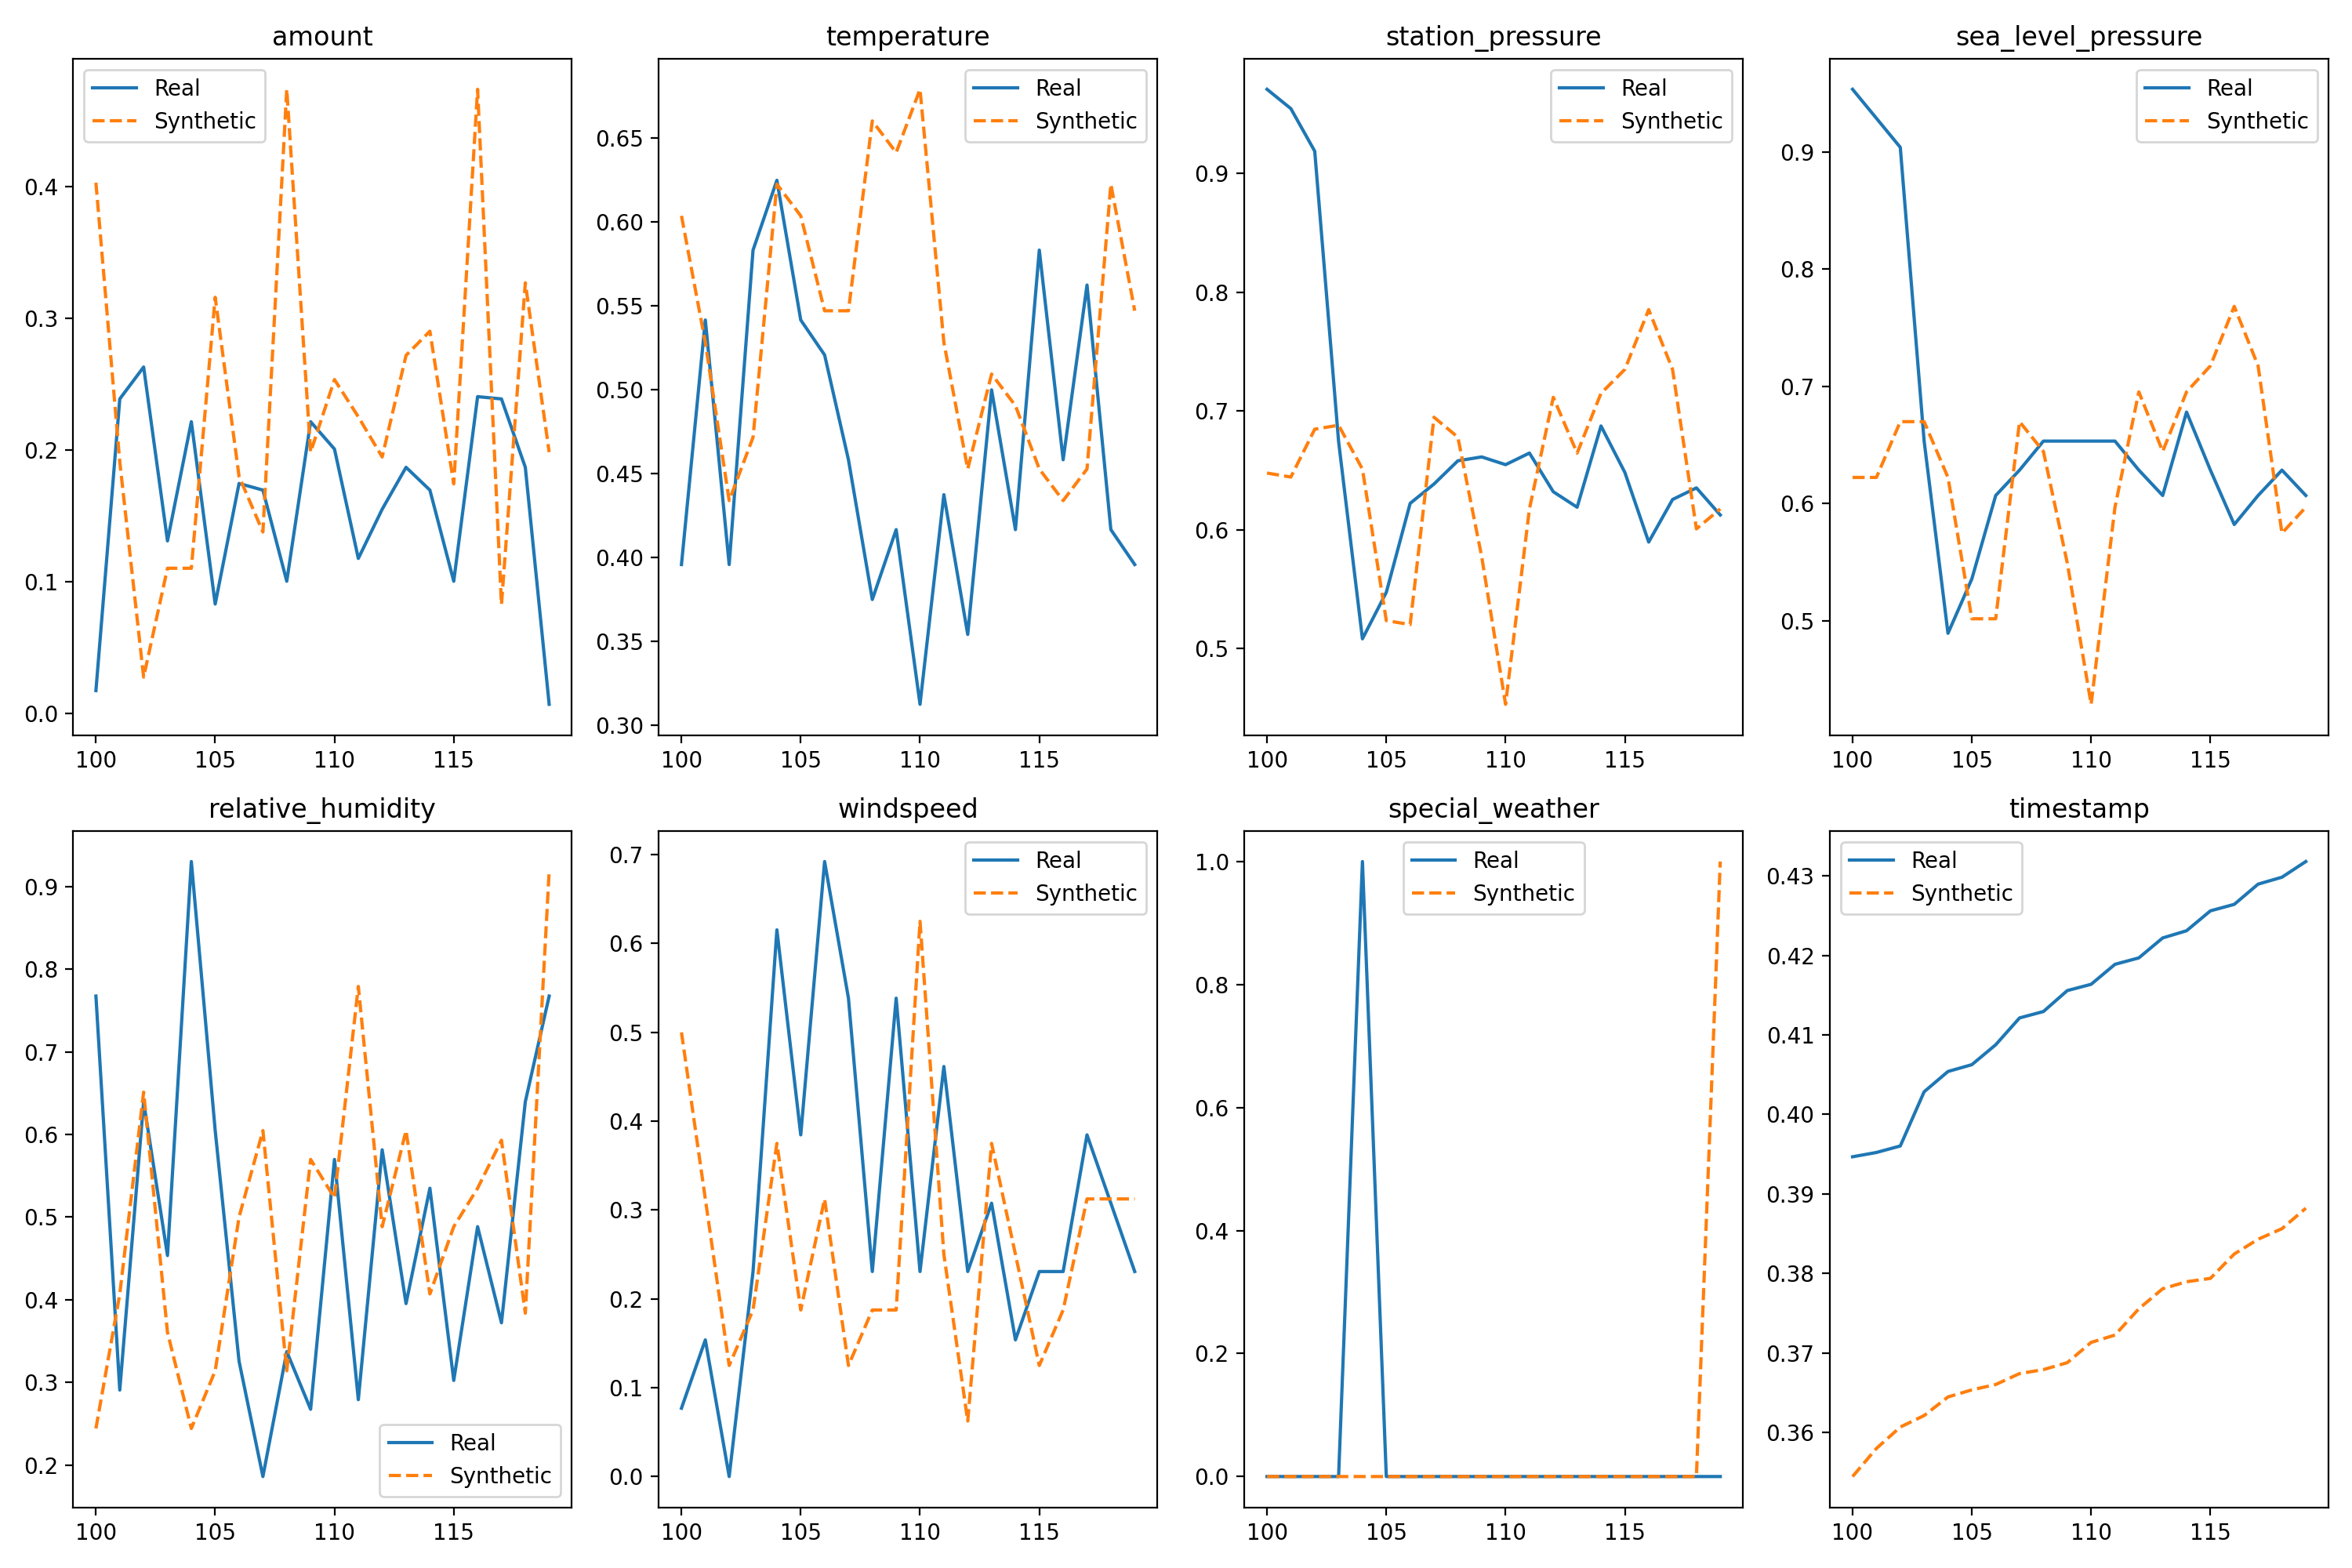 amount
Real
Synthetic
0.4
0.3
0.2
0.1
0.0
100 105 110 115
temperature
Real
Synthetic
0.65
0.60
0.55
0.50
0.45
0.40
0.35
0.30
100 105 110 115
station_pressure
Real
Synthetic
0.9
0.8
0.7
0.6
0.5
100 105 110 115
sea_level_pressure
Real
Synthetic
0.9
0.8
0.7
0.6
0.5
100 105 110 115
relative_humidity
0.9
0.8
0.7
0.6
0.5
0.4
0.3
0.2
Real
Synthetic
100 105 110 115
windspeed
Real
Synthetic
0.7
0.6
0.5
0.4
0.3
0.2
0.1
0.0
100 105 110 115
special_weather
Real
Synthetic
1.0
0.8
0.6
0.4
0.2
0.0
100 105 110 115
timestamp
Real
Synthetic
0.43
0.42
0.41
0.40
0.39
0.38
0.37
0.36
100 105 110 115